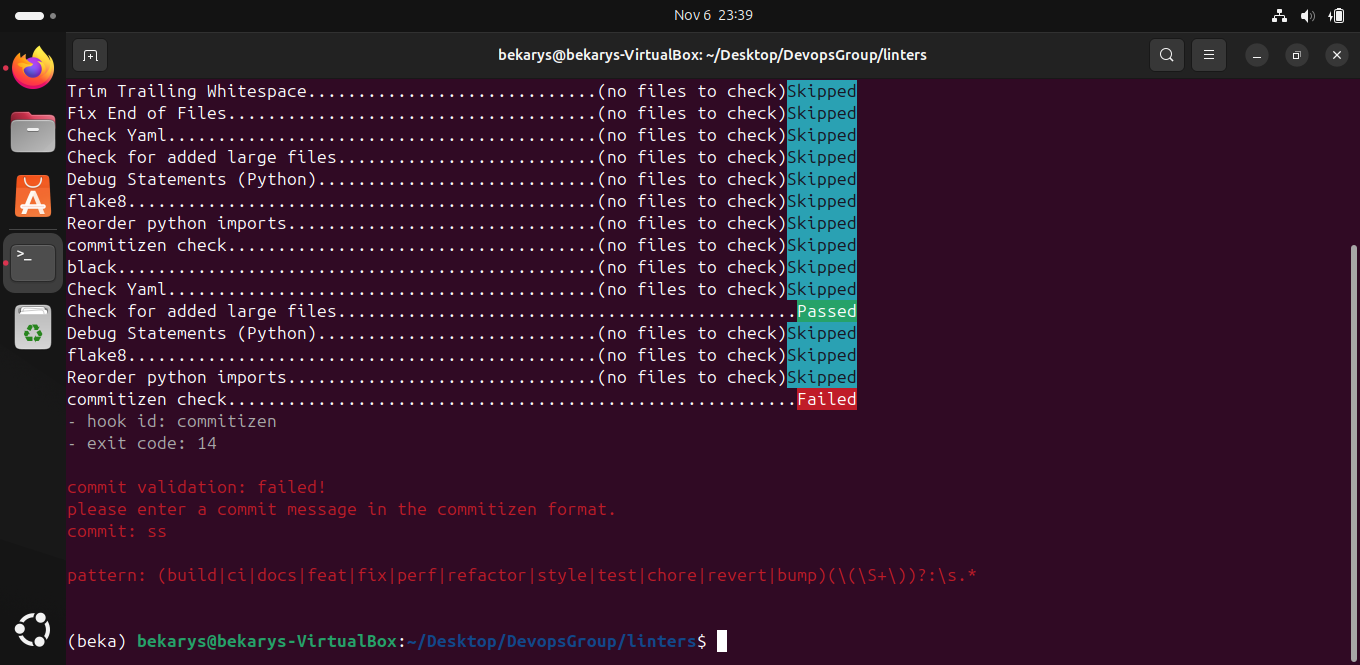 Nov 6 23:39
bekarys@bekarys-VirtualBox: ~/Desktop/DevopsGroup/linters
Trim Trailing Whitespace.............................(no files to check)Skipped
Fix End of Files.....................................(no files to check)Skipped
Check Yaml...........................................(no files to check)Skipped
Check for added large files..........................(no files to check)Skipped
Debug Statements (Python)............................(no files to check)Skipped
flake8...............................................(no files to check)Skipped
Reorder python imports...............................(no files to check)Skipped
commitizen check.....................................(no files to check)Skipped
black................................................(no files to check)Skipped
Check Yaml...........................................(no files to check)Skipped
Check for added large files..............................................Passed
Debug Statements (Python)............................(no files to check)Skipped
flake8...............................................(no files to check)Skipped
Reorder python imports...............................(no files to check)Skipped
commitizen check.........................................................Failed
- hook id: commitizen
- exit code: 14
commit validation: failed!
please enter a commit message in the commitizen format.
commit: ss
pattern: (build|ci|docs|feat|fix|perf|refactor|style|test|chore|revert|bump)(\(\S+\))?:\s.*
(beka) bekarys@bekarys-VirtualBox:~/Desktop/DevopsGroup/linters$